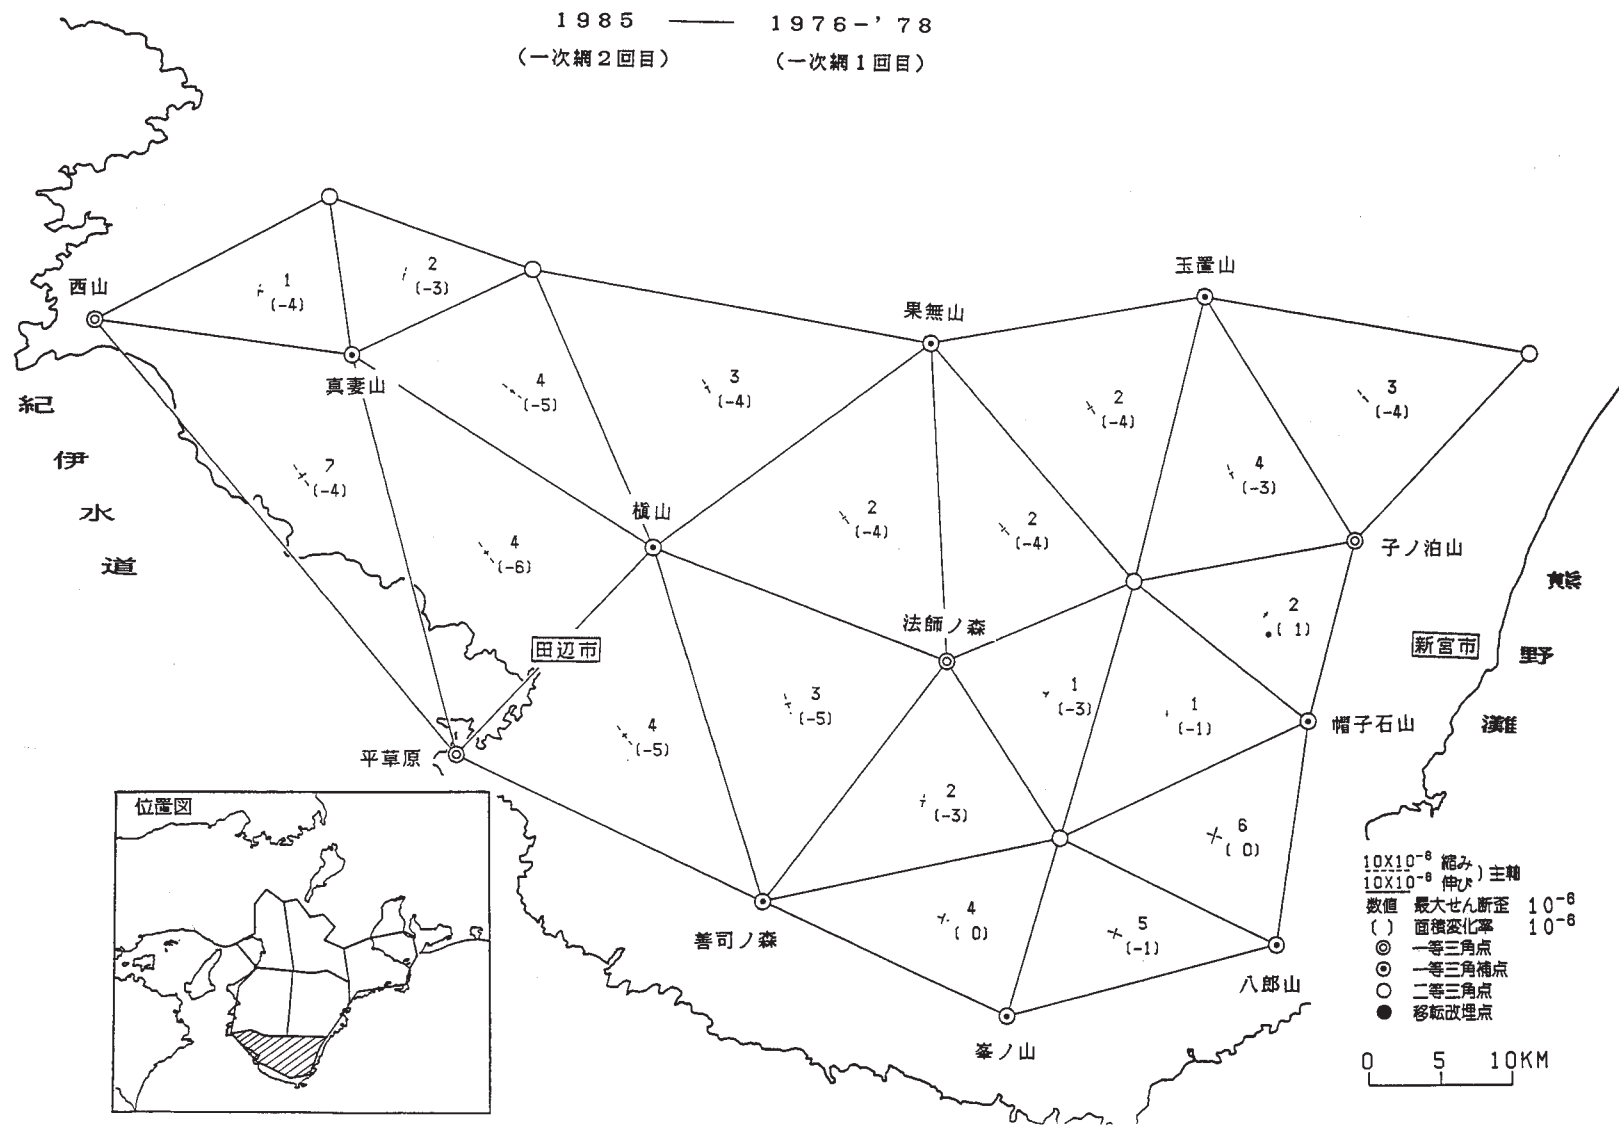 1985 ―― 1976-'78
(一次網2回目) (一次網1回目)
玉置山
西山
1
(-4)
2
(-3)
果無山
真妻山
4
(-5)
3
(-4)
2
(-4)
3
(-4)
紀伊水道
7
(-4)
4
(-3)
槇山
2
(-4)
2
(-4)
4
(-6)
子ノ泊山
熊野灘
2
( 1)
法師ノ森
田辺市
新宮市
3
(-5)
1
(-3)
1
(-1)
帽子石山
4
(-5)
平草原
位置図
2
(-3)
6
( 0)
4
( 0)
5
(-1)
善司ノ森
八郎山
峯ノ山
10X10⁻⁶ 縮み
10X10⁻⁶ 伸び ) 主軸
数値 最大せん断歪 10⁻⁶
( ) 面積変化率 10⁻⁶
◎ 一等三角点
⦿ 一等三角補点
○ 二等三角点
● 移転改埋点
0 5 10KM